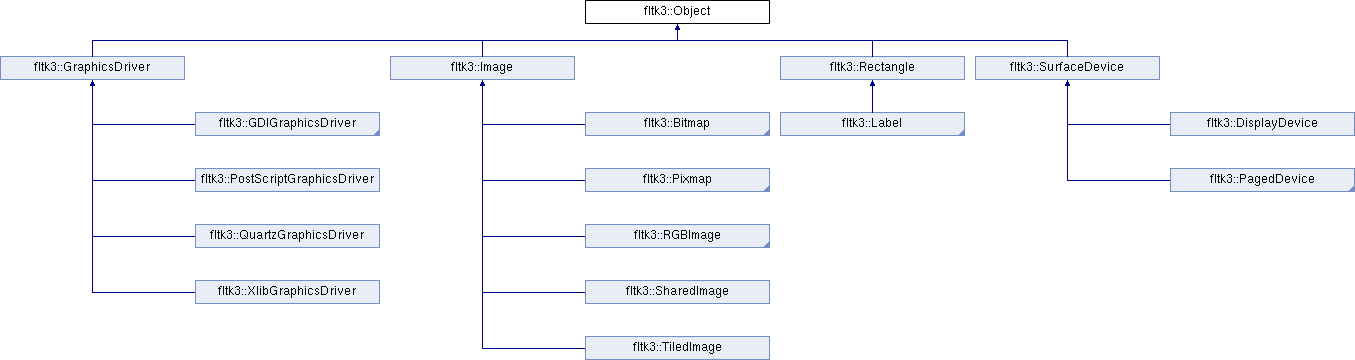 fltk3::Object
fltk3::GraphicsDriver
fltk3::Image
fltk3::Rectangle
fltk3::SurfaceDevice
fltk3::GDIGraphicsDriver
fltk3::Bitmap
fltk3::Label
fltk3::DisplayDevice
fltk3::PostScriptGraphicsDriver
fltk3::Pixmap
fltk3::PagedDevice
fltk3::QuartzGraphicsDriver
fltk3::RGBImage
fltk3::XlibGraphicsDriver
fltk3::SharedImage
fltk3::TiledImage